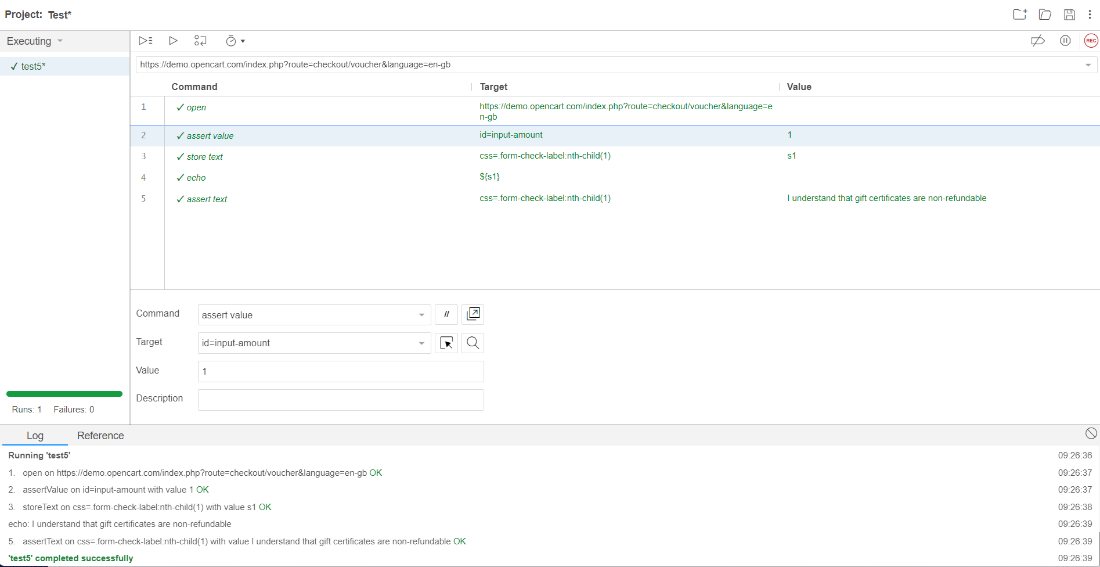 Project: Test*
Executing
✓ test5*
REC
https://demo.opencart.com/index.php?route=checkout/voucher&language=en-gb
Command Target Value
1 ✓ open https://demo.opencart.com/index.php?route=checkout/voucher&language=e
n-gb
2 ✓ assert value id=input-amount 1
3 ✓ store text css=.form-check-label:nth-child(1) s1
4 ✓ echo ${s1}
5 ✓ assert text css=.form-check-label:nth-child(1) I understand that gift certificates are non-refundable
Command assert value //
Target id=input-amount
Value 1
Description
Runs: 1 Failures: 0
Log Reference
Running 'test5' 09:26:36
1. open on https://demo.opencart.com/index.php?route=checkout/voucher&language=en-gb OK 09:26:37
2. assertValue on id=input-amount with value 1 OK 09:26:37
3. storeText on css=.form-check-label:nth-child(1) with value s1 OK 09:26:38
echo: I understand that gift certificates are non-refundable 09:26:39
5. assertText on css=.form-check-label:nth-child(1) with value I understand that gift certificates are non-refundable OK 09:26:39
'test5' completed successfully 09:26:39